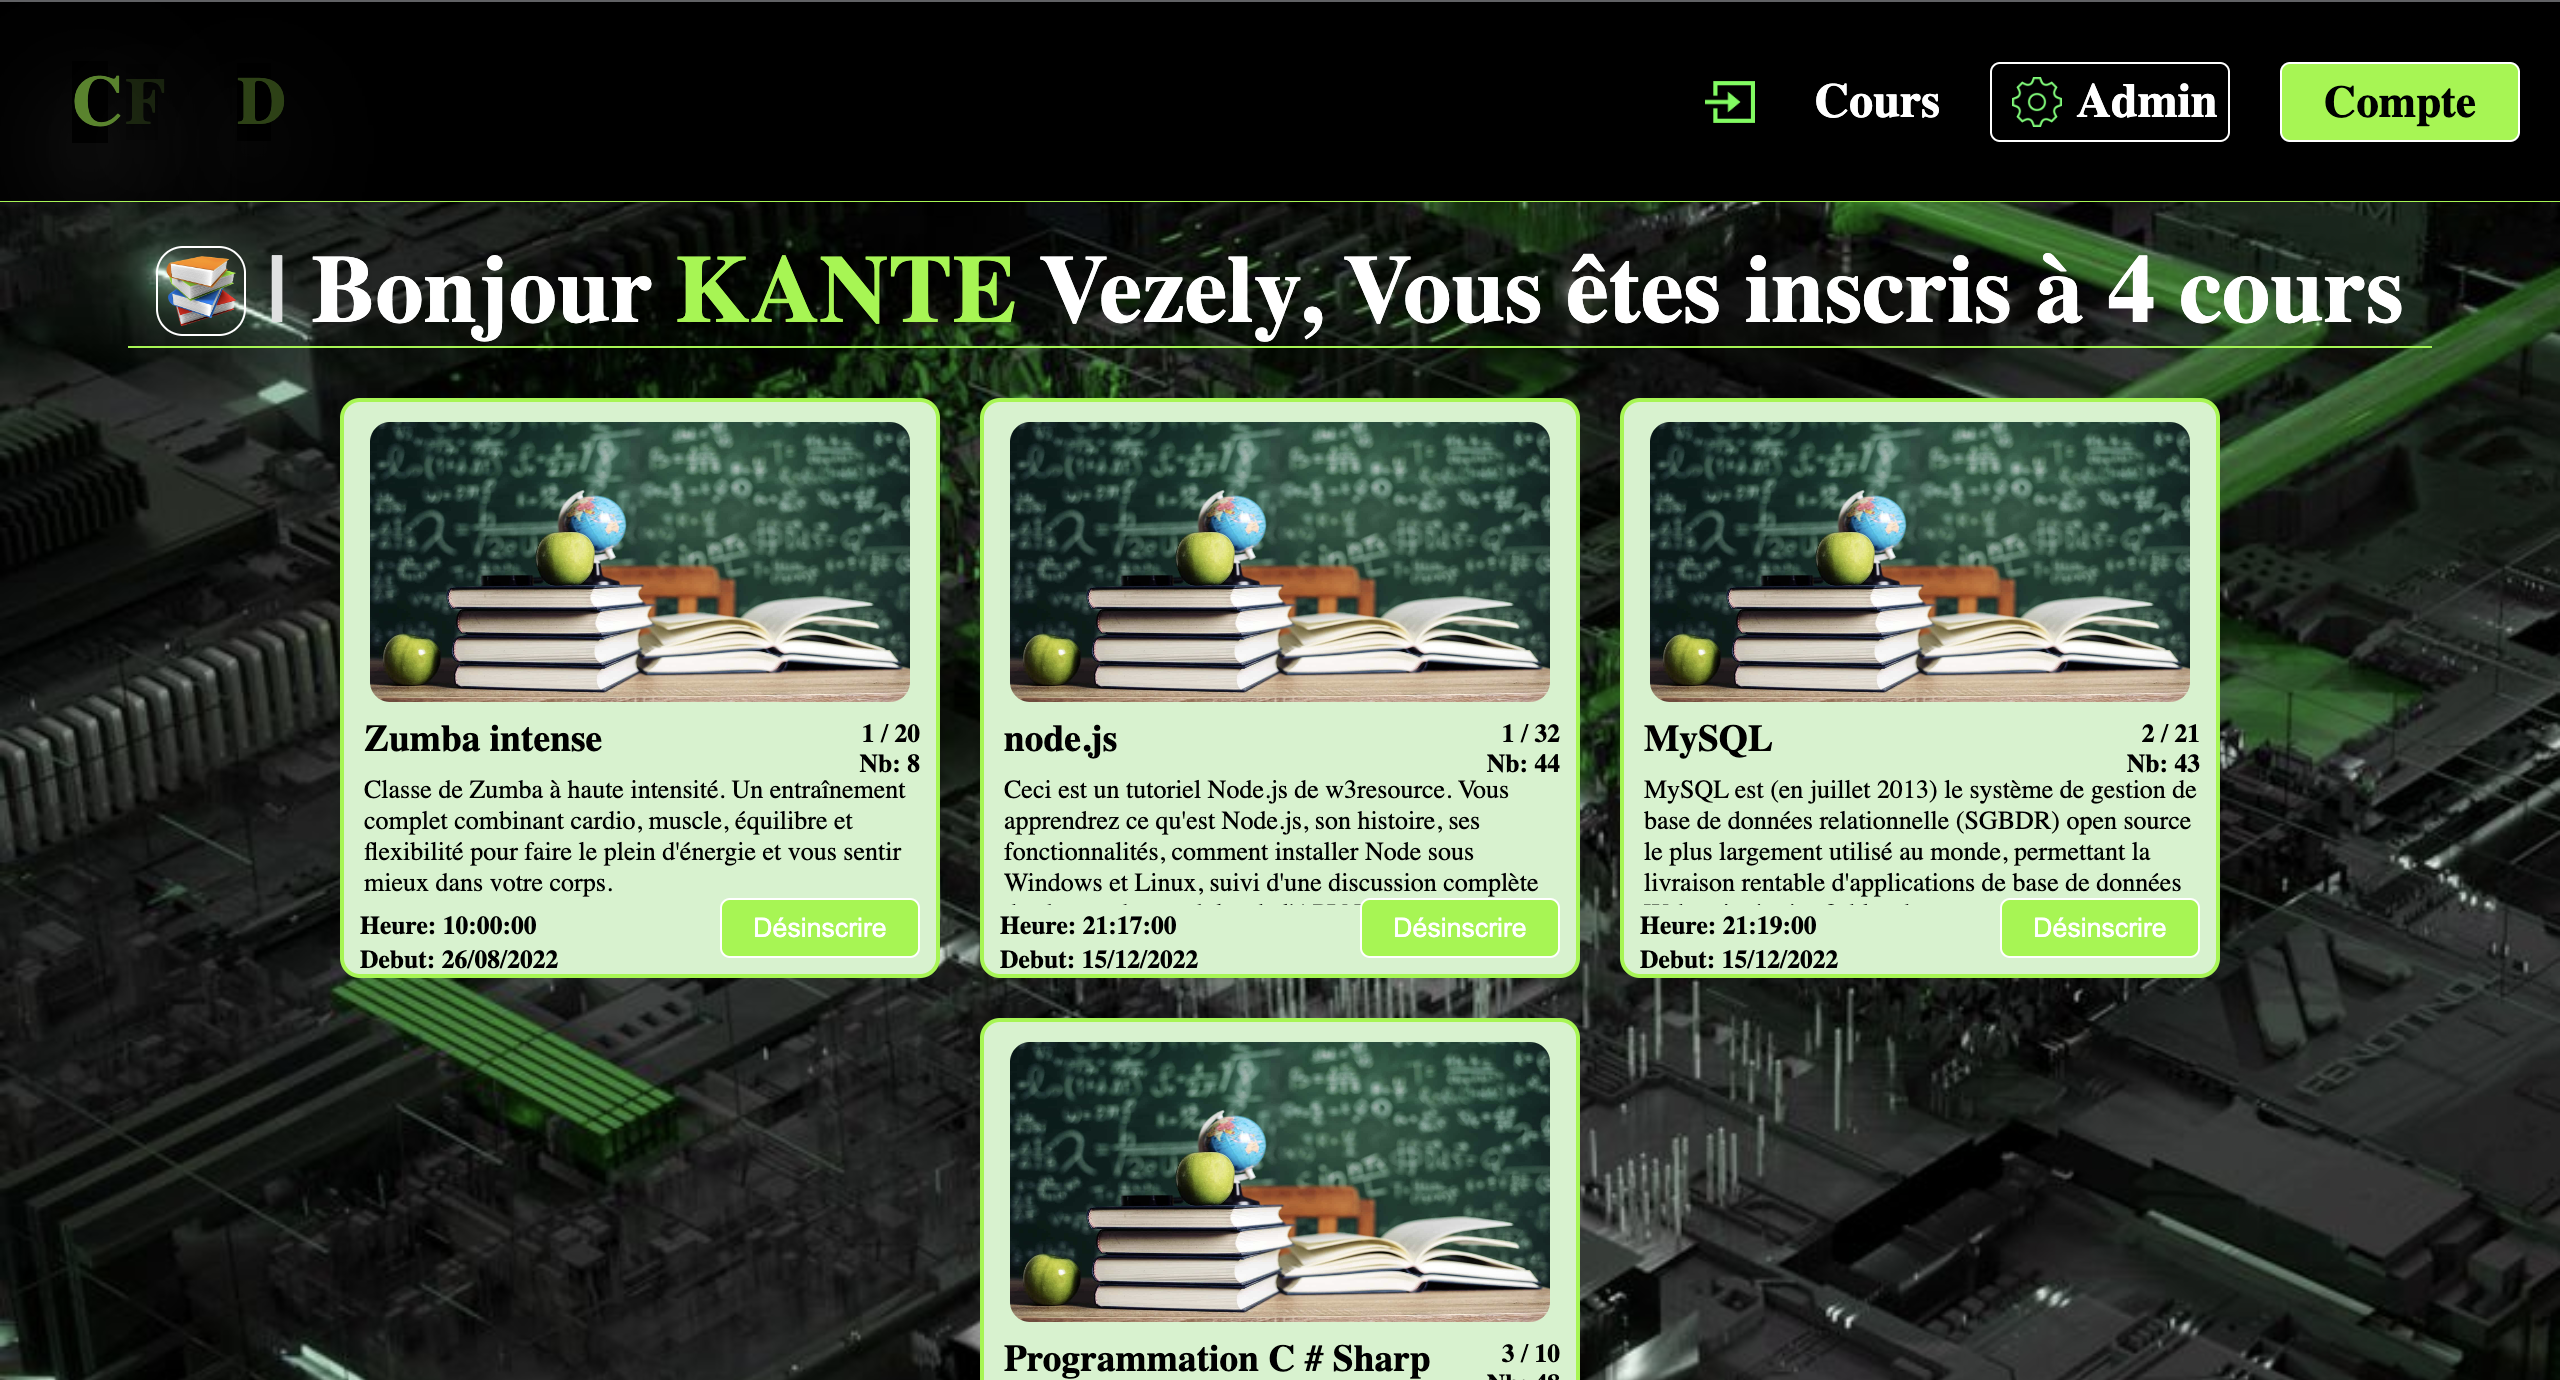 CF D
Cours
Admin
Compte
| Bonjour KANTE Vezely, Vous êtes inscris à 4 cours
Zumba intense
1 / 20
Nb: 8
Classe de Zumba à haute intensité. Un entraînement
complet combinant cardio, muscle, équilibre et
flexibilité pour faire le plein d'énergie et vous sentir
mieux dans votre corps.
Heure: 10:00:00
Debut: 26/08/2022
Désinscrire
node.js
1 / 32
Nb: 44
Ceci est un tutoriel Node.js de w3resource. Vous
apprendrez ce qu'est Node.js, son histoire, ses
fonctionnalités, comment installer Node sous
Windows et Linux, suivi d'une discussion complète
Heure: 21:17:00
Debut: 15/12/2022
Désinscrire
MySQL
2 / 21
Nb: 43
MySQL est (en juillet 2013) le système de gestion de
base de données relationnelle (SGBDR) open source
le plus largement utilisé au monde, permettant la
livraison rentable d'applications de base de données
Heure: 21:19:00
Debut: 15/12/2022
Désinscrire
Programmation C # Sharp
3 / 10